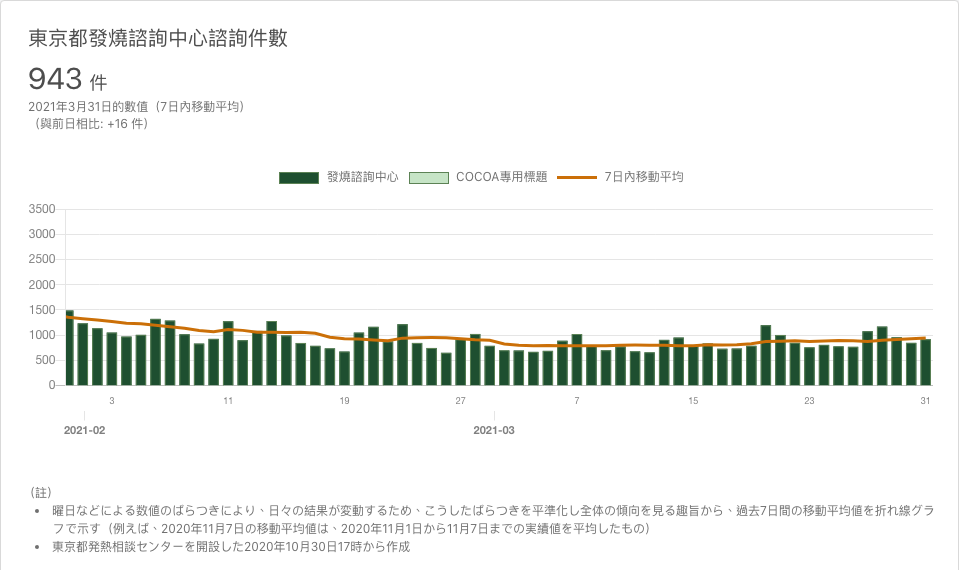 東京都發燒諮詢中心諮詢件數
943 件
2021年3月31日的數值（7日內移動平均）
（與前日相比: +16 件）
發燒諮詢中心 COCOA專用標題 7日內移動平均
3500
3000
2500
2000
1500
1000
500
0
3 11 19 27 7 15 23 31
2021-02 2021-03
（註）
• 曜日などによる数値のばらつきにより、日々の結果が変動するため、こうしたばらつきを平準化し全体の傾向を見る趣旨から、過去7日間の移動平均値を折れ線グラ
フで示す（例えば、2020年11月7日の移動平均値は、2020年11月1日から11月7日までの実績値を平均したもの）
• 東京都発熱相談センターを開設した2020年10月30日17時から作成